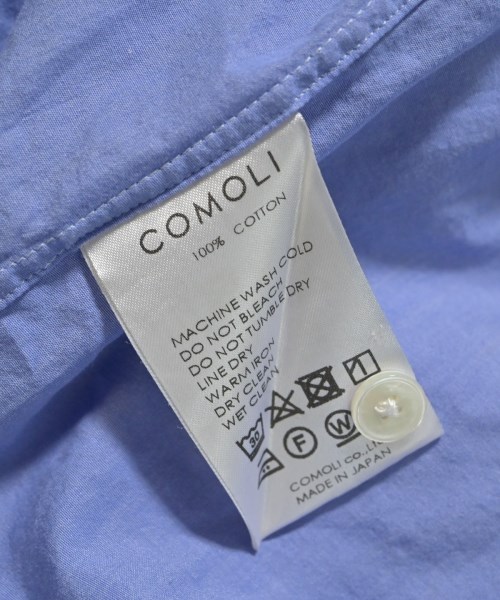 COMOLI
100% COTTON
MACHINE WASH COLD
DO NOT BLEACH
DO NOT TUMBLE DRY
LINE DRY
WARM IRON
DRY CLEAN
WET CLEAN
30
F W
COMOLI CO.,
MADE IN JAPAN